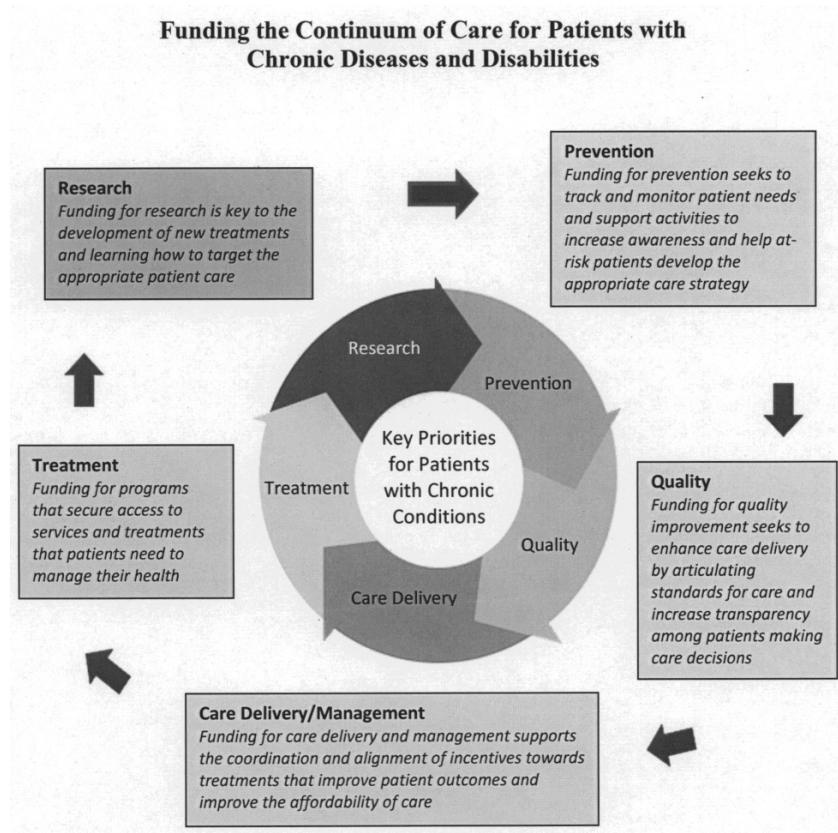 Funding the Continuum of Care for Patients with
Chronic Diseases and Disabilities
Research
Funding for research is key to the
development of new treatments
and learning how to target the
appropriate patient care
Prevention
Funding for prevention seeks to
track and monitor patient needs
and support activities to
increase awareness and help at-
risk patients develop the
appropriate care strategy
Research
Prevention
Key Priorities
for Patients
with Chronic
Conditions
Treatment
Quality
Care Delivery
Treatment
Funding for programs
that secure access to
services and treatments
that patients need to
manage their health
Quality
Funding for quality
improvement seeks to
enhance care delivery
by articulating
standards for care and
increase transparency
among patients making
care decisions
Care Delivery/Management
Funding for care delivery and management supports
the coordination and alignment of incentives towards
treatments that improve patient outcomes and
improve the affordability of care